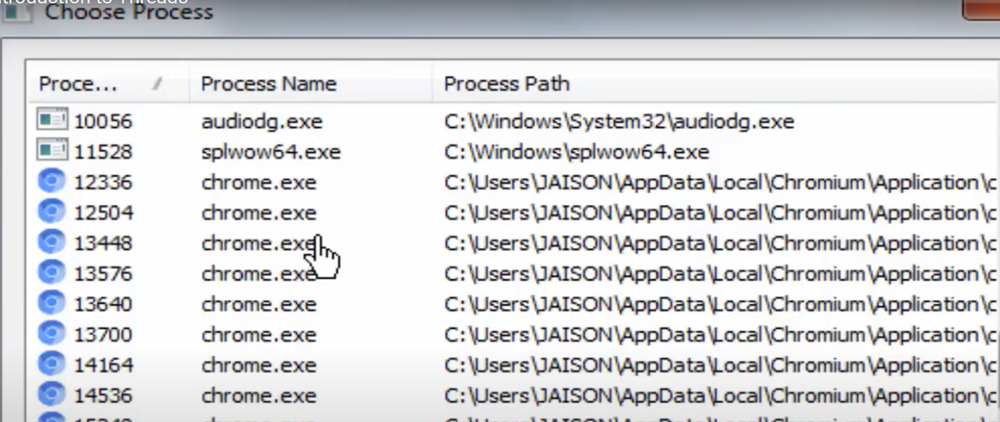 Introduction to Threads
Choose Process
Proce... Process Name Process Path
10056 audiodg.exe C:\Windows\System32\audiodg.exe
11528 splwow64.exe C:\Windows\splwow64.exe
12336 chrome.exe C:\Users\JAISON\AppData\Local\Chromium\Application\c
12504 chrome.exe C:\Users\JAISON\AppData\Local\Chromium\Application\c
13448 chrome.exe C:\Users\JAISON\AppData\Local\Chromium\Application\c
13576 chrome.exe C:\Users\JAISON\AppData\Local\Chromium\Application\c
13640 chrome.exe C:\Users\JAISON\AppData\Local\Chromium\Application\c
13700 chrome.exe C:\Users\JAISON\AppData\Local\Chromium\Application\c
14164 chrome.exe C:\Users\JAISON\AppData\Local\Chromium\Application\c
14536 chrome.exe C:\Users\JAISON\AppData\Local\Chromium\Application\c